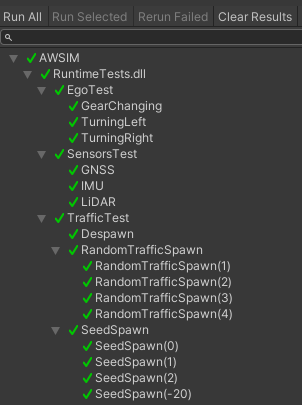 Run All Run Selected Rerun Failed Clear Results
AWSIM
RuntimeTests.dll
EgoTest
GearChanging
TurningLeft
TurningRight
SensorsTest
GNSS
IMU
LiDAR
TrafficTest
Despawn
RandomTrafficSpawn
RandomTrafficSpawn(1)
RandomTrafficSpawn(2)
RandomTrafficSpawn(3)
RandomTrafficSpawn(4)
SeedSpawn
SeedSpawn(0)
SeedSpawn(1)
SeedSpawn(2)
SeedSpawn(-20)